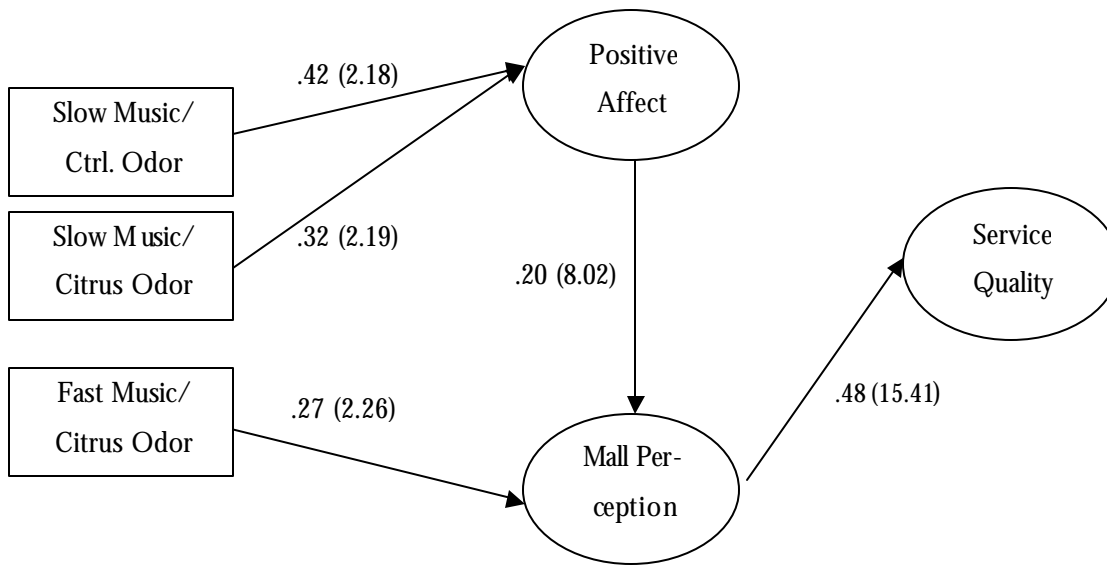 Positive
Affect
.42 (2.18)
Slow Music/
Ctrl. Odor
Slow Music/
Citrus Odor
.32 (2.19)
.20 (8.02)
Service
Quality
Fast Music/
Citrus Odor
.27 (2.26)
.48 (15.41)
Mall Per-
ception